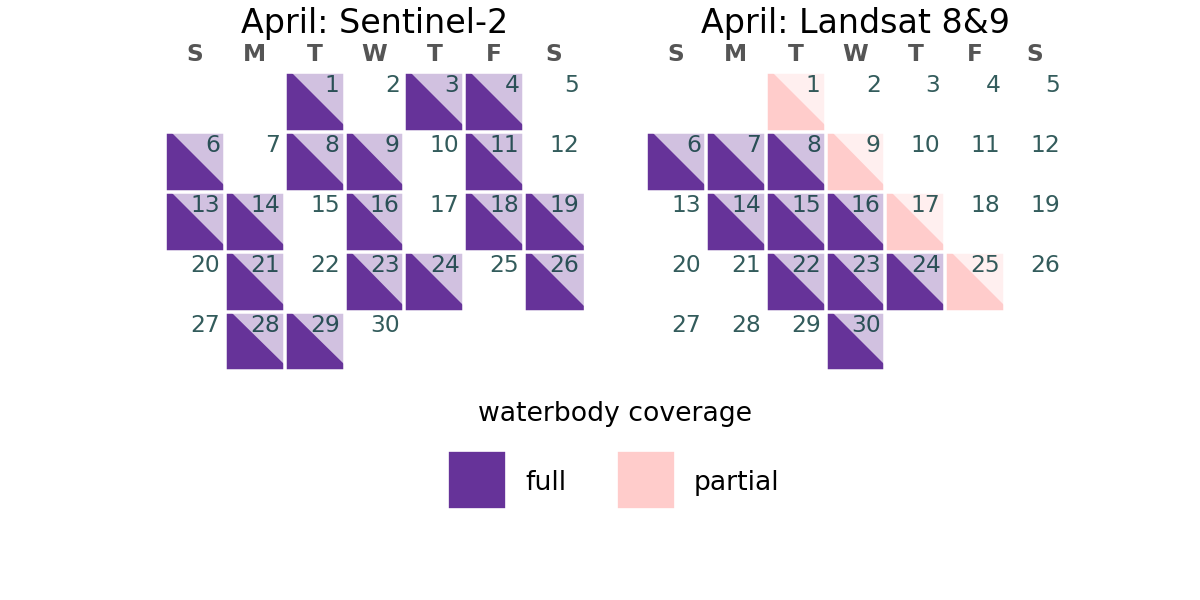 April: Sentinel-2
S M T W T F S
1 2 3 4 5
6 7 8 9 10 11 12
13 14 15 16 17 18 19
20 21 22 23 24 25 26
27 28 29 30
April: Landsat 8&9
S M T W T F S
1 2 3 4 5
6 7 8 9 10 11 12
13 14 15 16 17 18 19
20 21 22 23 24 25 26
27 28 29 30
waterbody coverage
full partial